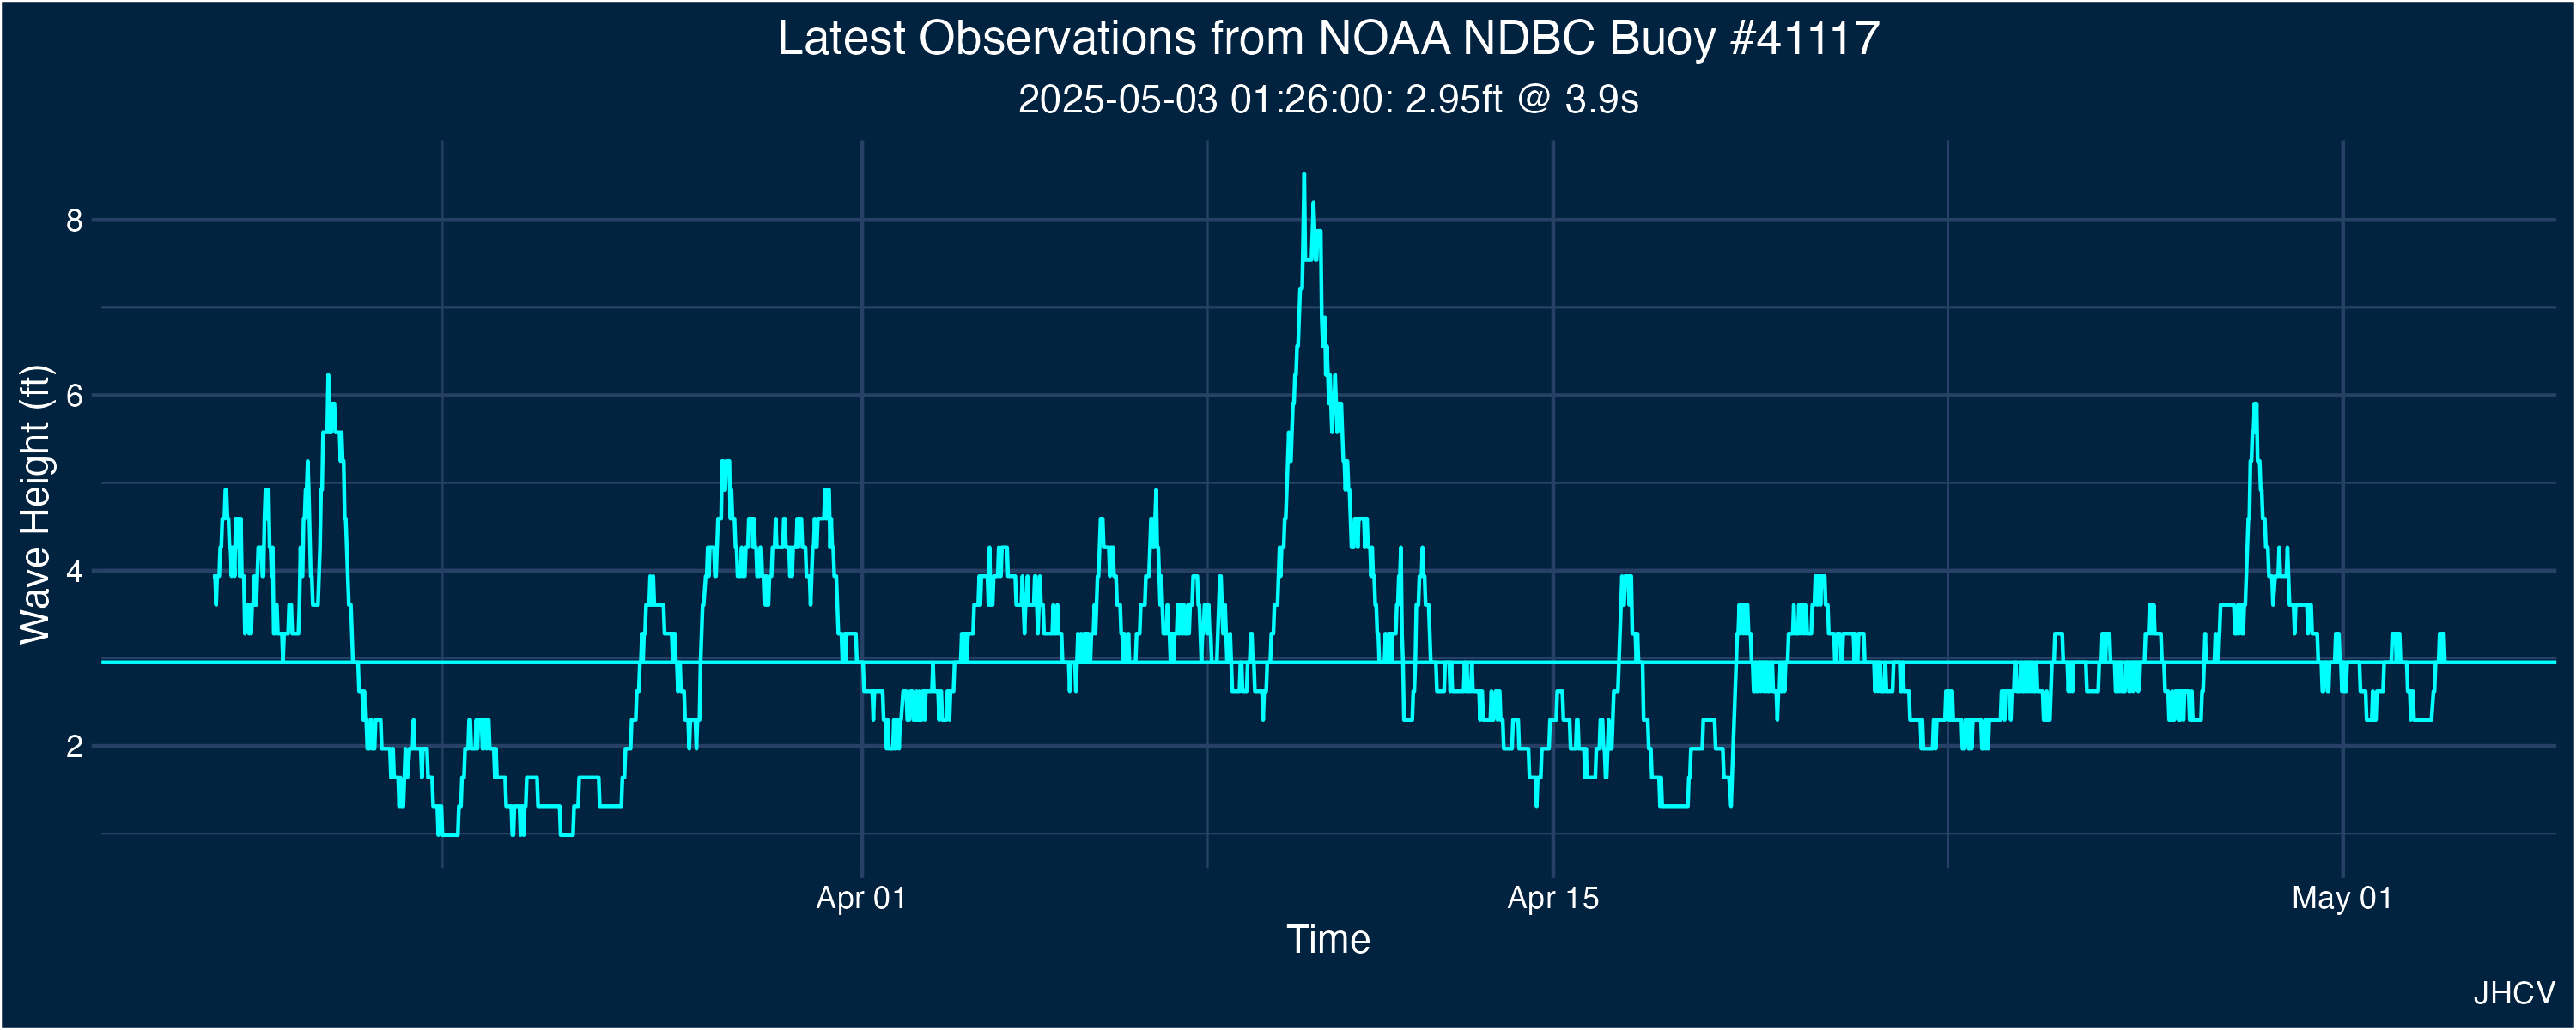 Latest Observations from NOAA NDBC Buoy #41117
2025-05-03 01:26:00: 2.95ft @ 3.9s
Wave Height (ft)
8
6
4
2
Apr 01
Apr 15
May 01
Time
JHCV